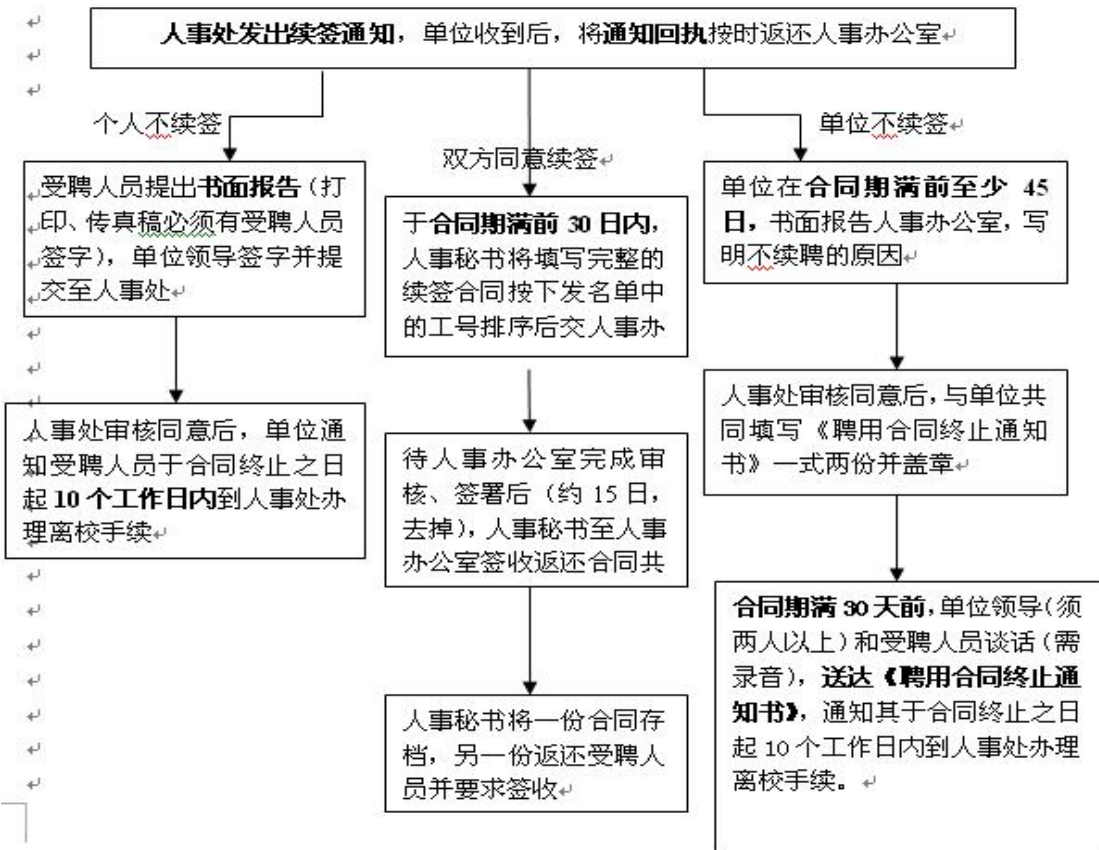 人事处发出续签通知，单位收到后，将通知回执按时返还人事办公室
个人不续签
受聘人员提出书面报告（打
印、传真稿必须有受聘人员
签字），单位领导签字并提
交至人事处
人事处审核同意后，单位通
知受聘人员于合同终止之日
起 10 个工作日内到人事处办
理离校手续
双方同意续签
于合同期满前 30 日内，
人事秘书将填写完整的
续签合同按下发名单中
的工号排序后交人事办
待人事办公室完成审
核、签署后（约 15 日，
去掉），人事秘书至人事
办公室签收返还合同共
人事秘书将一份合同存
档，另一份返还受聘人
员并要求签收
单位不续签
单位在合同期满前至少 45
日，书面报告人事办公室，写
明不续聘的原因
人事处审核同意后，与单位共
同填写《聘用合同终止通知
书》一式两份并盖章
合同期满 30 天前，单位领导（须
两人以上）和受聘人员谈话（需
录音），送达《聘用合同终止通
知书》，通知其于合同终止之日
起 10 个工作日内到人事处办理
离校手续。